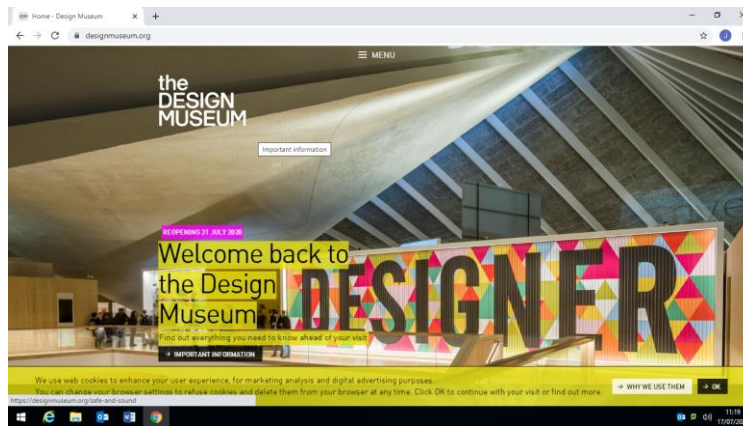 Home - Design Museum
designmuseum.org
MENU
the
DESIGN
MUSEUM
Important information
REOPENING 31 JULY 2020
Welcome back to
the Design
Museum
DESIGNER
Find out everything you need to know ahead of your visit
→ IMPORTANT INFORMATION
We use web cookies to enhance your user experience, for marketing analysis and digital advertising purposes.
You can change your browser settings to refuse cookies and delete them from your browser at any time. Click OK to continue with your visit or find out more.
→ WHY WE USE THEM
→ OK
https://designmuseum.org/safe-and-sound
11:19
17/07/20